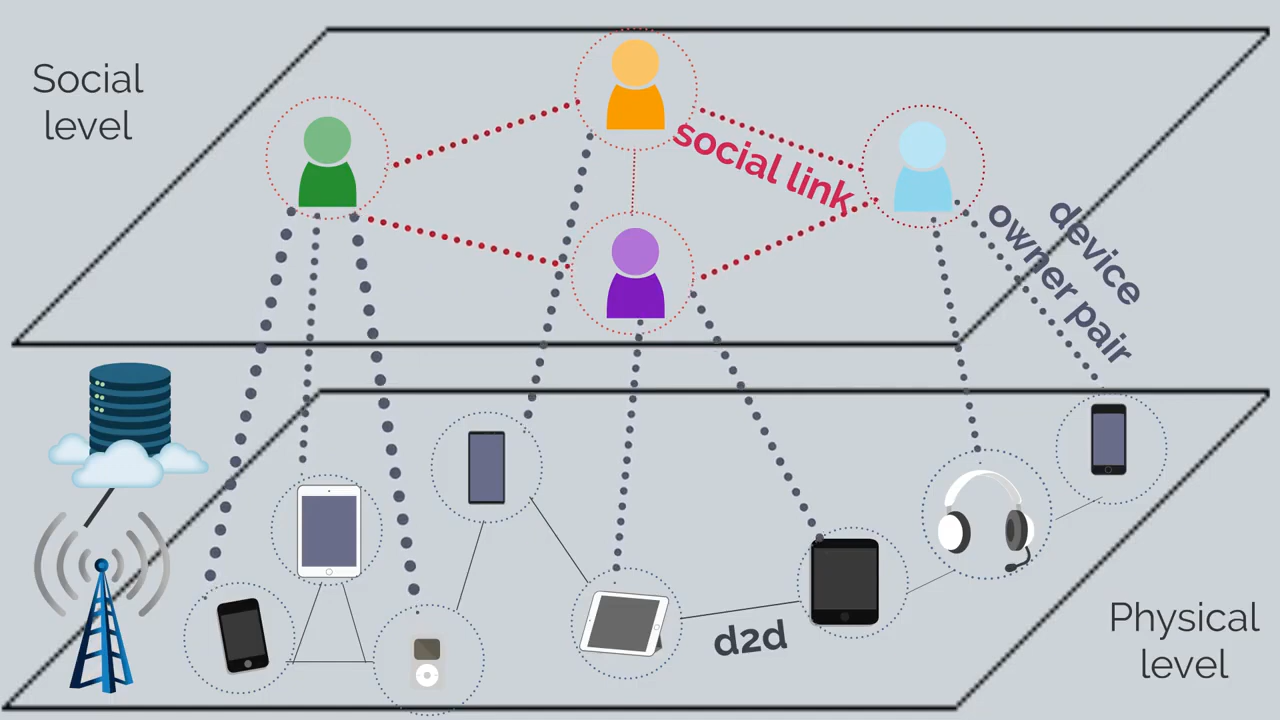 Social
level
social link
device
owner pair
d2d
Physical
level